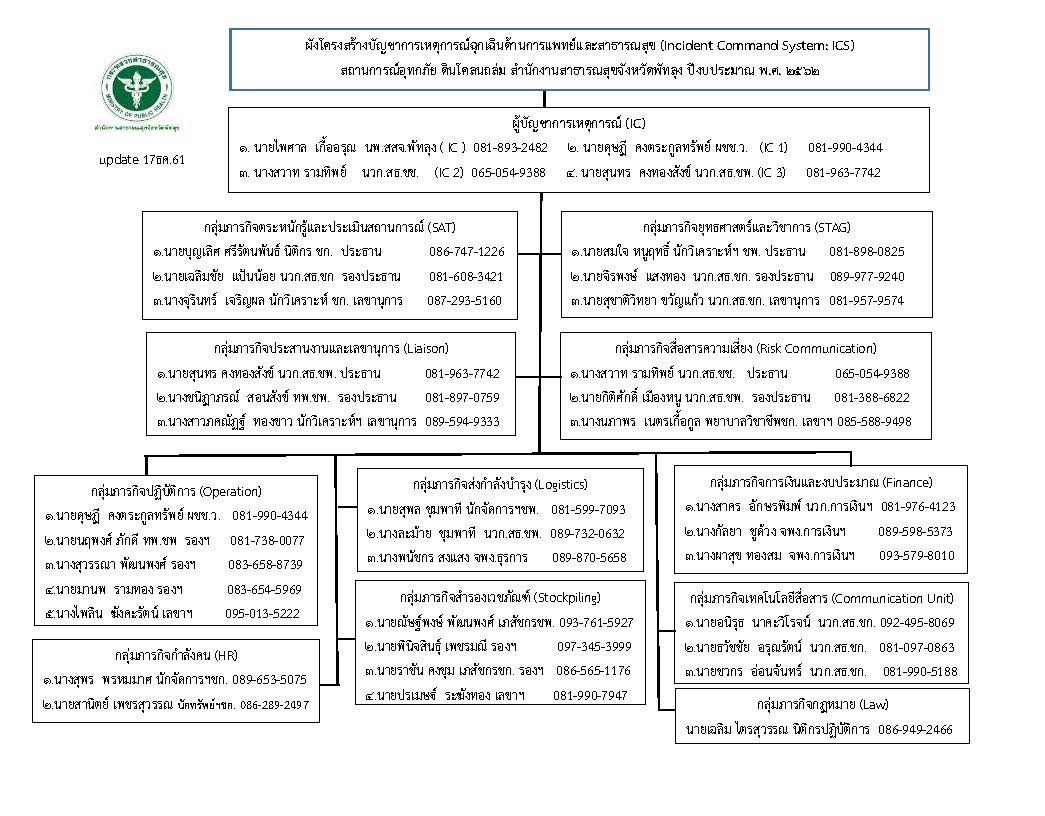 ผังโครงสร้างบัญชาการเหตุการณ์ฉุกเฉินด้านการแพทย์และสาธารณสุข (Incident Command System: ICS)
สถานการณ์อุทกภัย ดินโคลนถล่ม สำนักงานสาธารณสุขจังหวัดพัทลุง ปีงบประมาณ พ.ศ. ๒๕๖๒
กระทรวงสาธารณสุข
MINISTRY OF PUBLIC HEALTH
สำนักงานสาธารณสุขจังหวัดพัทลุง
update 17ธค.61
ผู้บัญชาการเหตุการณ์ (IC)
๑. นายไพศาล เกื้ออรุณ นพ.สสจ.พัทลุง ( IC ) 081-893-2482 ๒. นายดุษฎี คงตระกูลทรัพย์ ผชช.ว. (IC 1) 081-990-4344
๓. นางสวาท รามทิพย์ นวก.สธ.ชช. (IC 2) 065-054-9388 ๔. นายสุนทร คงทองสังข์ นวก.สธ.ชพ. (IC 3) 081-963-7742
กลุ่มภารกิจตระหนักรู้และประเมินสถานการณ์ (SAT)
๑.นายบุญเลิศ ศรีรัตนพันธ์ นิติกร ชก. ประธาน 086-747-1226
๒.นายเฉลิมชัย แป้นน้อย นวก.สธ.ชก รองประธาน 081-608-3421
๓.นางจุรินทร์ เจริญผล นักวิเคราะห์ ชก. เลขานุการ 087-293-5160
กลุ่มภารกิจยุทธศาสตร์และวิชาการ (STAG)
๑.นายสมใจ หนูฤทธิ์ นักวิเคราะห์ฯ ชพ. ประธาน 081-898-0825
๒.นายจิรพงษ์ แสงทอง นวก.สธ.ชก. รองประธาน 089-977-9240
๓.นายสุชาติวิทยา ขวัญแก้ว นวก.สธ.ชก. เลขานุการ 081-957-9574
กลุ่มภารกิจประสานงานและเลขานุการ (Liaison)
๑.นายสุนทร คงทองสังข์ นวก.สธ.ชพ. ประธาน 081-963-7742
๒.นางชนิฎาภรณ์ สอนสังข์ ทพ.ชพ. รองประธาน 081-897-0759
๓.นางสาวภคณัฏฐ์ ทองขาว นักวิเคราะห์ฯ เลขานุการ 089-594-9333
กลุ่มภารกิจสื่อสารความเสี่ยง (Risk Communication)
๑.นางสวาท รามทิพย์ นวก.สธ.ชช. ประธาน 065-054-9388
๒.นายกิติศักดิ์ เมืองหนู นวก.สธ.ชพ. รองประธาน 081-388-6822
๓.นางนภาพร เนตรเกื้อกูล พยาบาลวิชาชีพชก. เลขาฯ 085-588-9498
กลุ่มภารกิจปฏิบัติการ (Operation)
๑.นายดุษฎี คงตระกูลทรัพย์ ผชช.ว. 081-990-4344
๒.นายนฤพงศ์ ภักดี ทพ.ชพ รองฯ 081-738-0077
๓.นางสุวรรณา พัฒนพงศ์ รองฯ 083-658-8739
๔.นายมานพ รามทอง รองฯ 083-654-5969
๕.นางไพลิน ฆังคะรัตน์ เลขาฯ 095-013-5222
กลุ่มภารกิจกำลังคน (HR)
๑.นางสุพร พรหมมาศ นักจัดการฯชก. 089-653-5075
๒.นายสานิตย์ เพชรสุวรรณ นักทรัพย์ฯชก. 086-289-2497
กลุ่มภารกิจส่งกำลังบำรุง (Logistics)
๑.นายสุพล ชุมพาที นักจัดการฯชพ. 081-599-7093
๒.นางละม้าย ชุมพาที นวก.สธ.ชพ. 089-732-0632
๓.นางพนัชกร สงแสง จพง.ธุรการ 089-870-5658
กลุ่มภารกิจสำรองเวชภัณฑ์ (Stockpiling)
๑.นายณัษฐ์พงษ์ พัฒนพงศ์ เภสัชกรชพ. 093-761-5927
๒.นายพินิจสินธุ์ เพชรมณี รองฯ 097-345-3999
๓.นายราชัน คงชุม เภสัชกรชก. รองฯ 086-565-1176
๔.นายปรเมษฐ์ ระฆังทอง เลขาฯ 081-990-7947
กลุ่มภารกิจการเงินและงบประมาณ (Finance)
๑.นางสาคร อักษรพิมพ์ นวก.การเงินฯ 081-976-4123
๒.นางกัลยา ชูด้วง จพง.การเงินฯ 089-598-5373
๓.นางผาสุข ทองสม จพง.การเงินฯ 093-579-8010
กลุ่มภารกิจเทคโนโลยีสื่อสาร (Communication Unit)
๑.นายอนิรุธ นาคะวิโรจน์ นวก.สธ.ชก. 092-495-8069
๒.นายธวัชชัย อรุณรัตน์ นวก.สธ.ชก. 081-097-0863
๓.นายชวกร อ่อนจันทร์ นวก.สธ.ชก. 081-990-5188
กลุ่มภารกิจกฎหมาย (Law)
นายเฉลิม ไตรสุวรรณ นิติกรปฏิบัติการ 086-949-2466